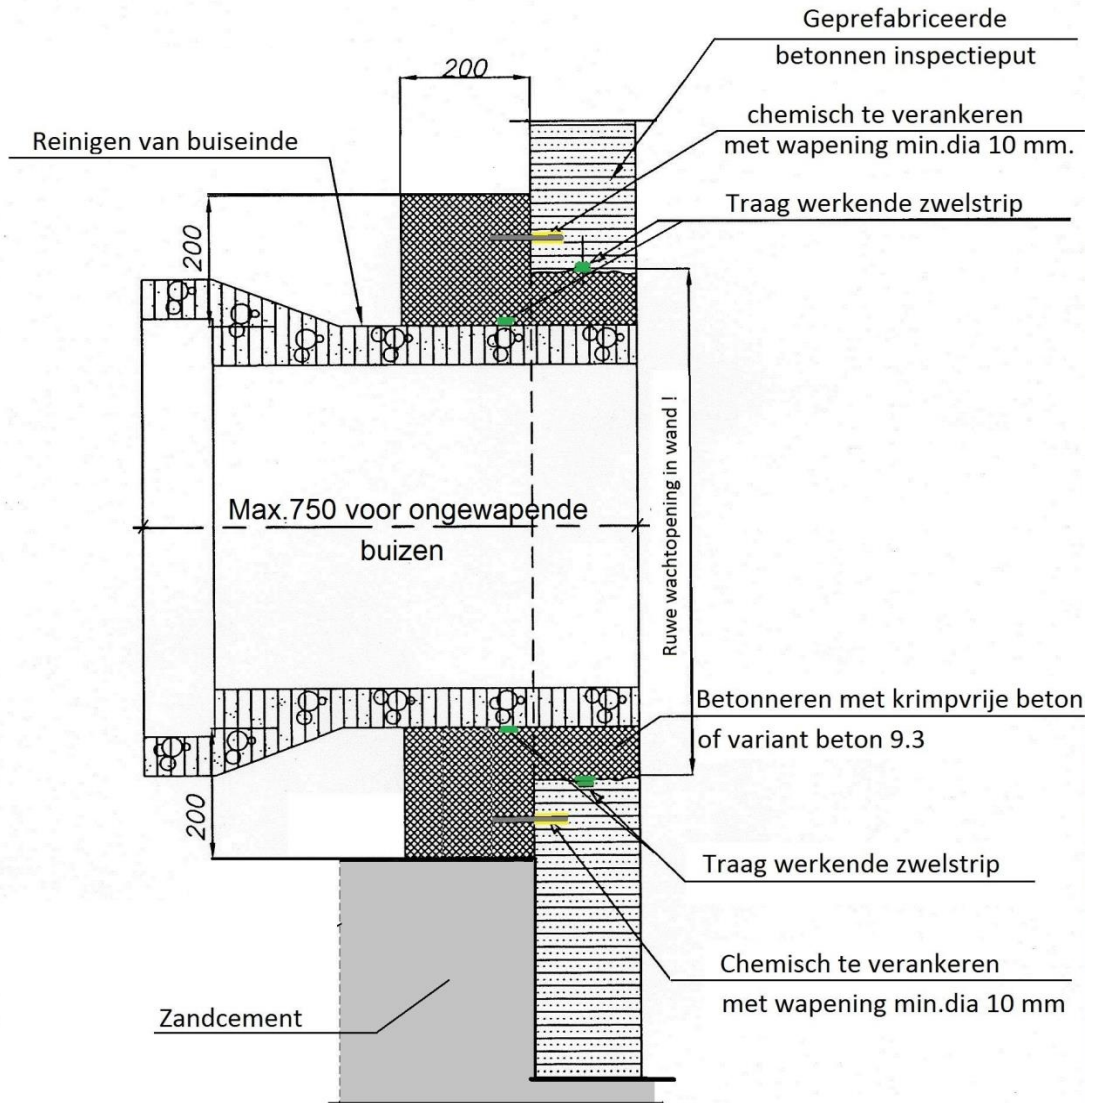 Geprefabriceerde
betonnen inspectieput
200
chemisch te verankeren
met wapening min.dia 10 mm.
Reinigen van buiseinde
Traag werkende zwelstrip
200
Max.750 voor ongewapende
buizen
Ruwe wachtopening in wand !
Betonneren met krimpvrije beton
of variant beton 9.3
200
Traag werkende zwelstrip
Chemisch te verankeren
met wapening min.dia 10 mm
Zandcement